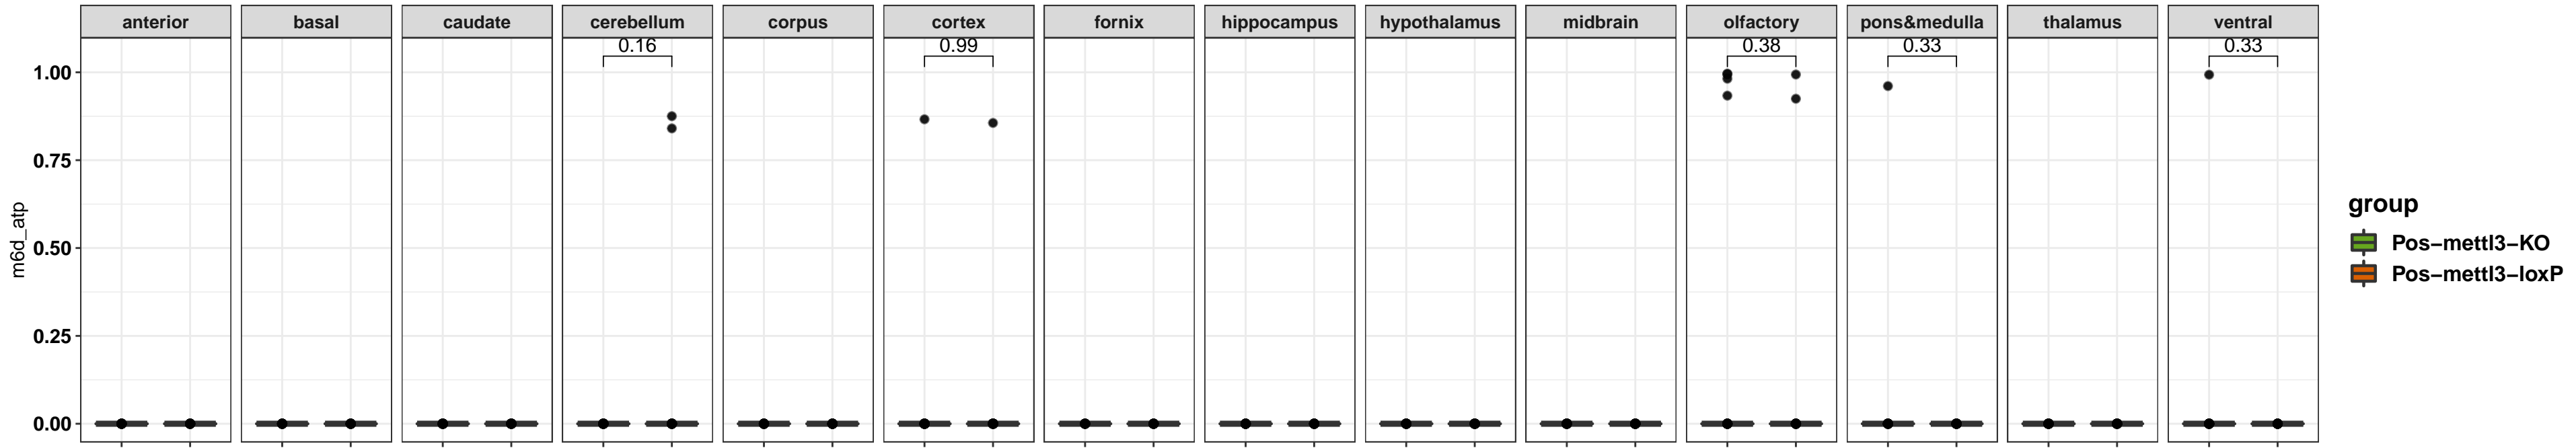 anterior basal caudate cerebellum corpus cortex fornix hippocampus hypothalamus midbrain olfactory pons&medulla thalamus ventral
0.16 0.99 0.38 0.33 0.33
1.00
0.75
0.50
0.25
0.00
m6d_atp
group
Pos−mettl3−KO
Pos−mettl3−loxP